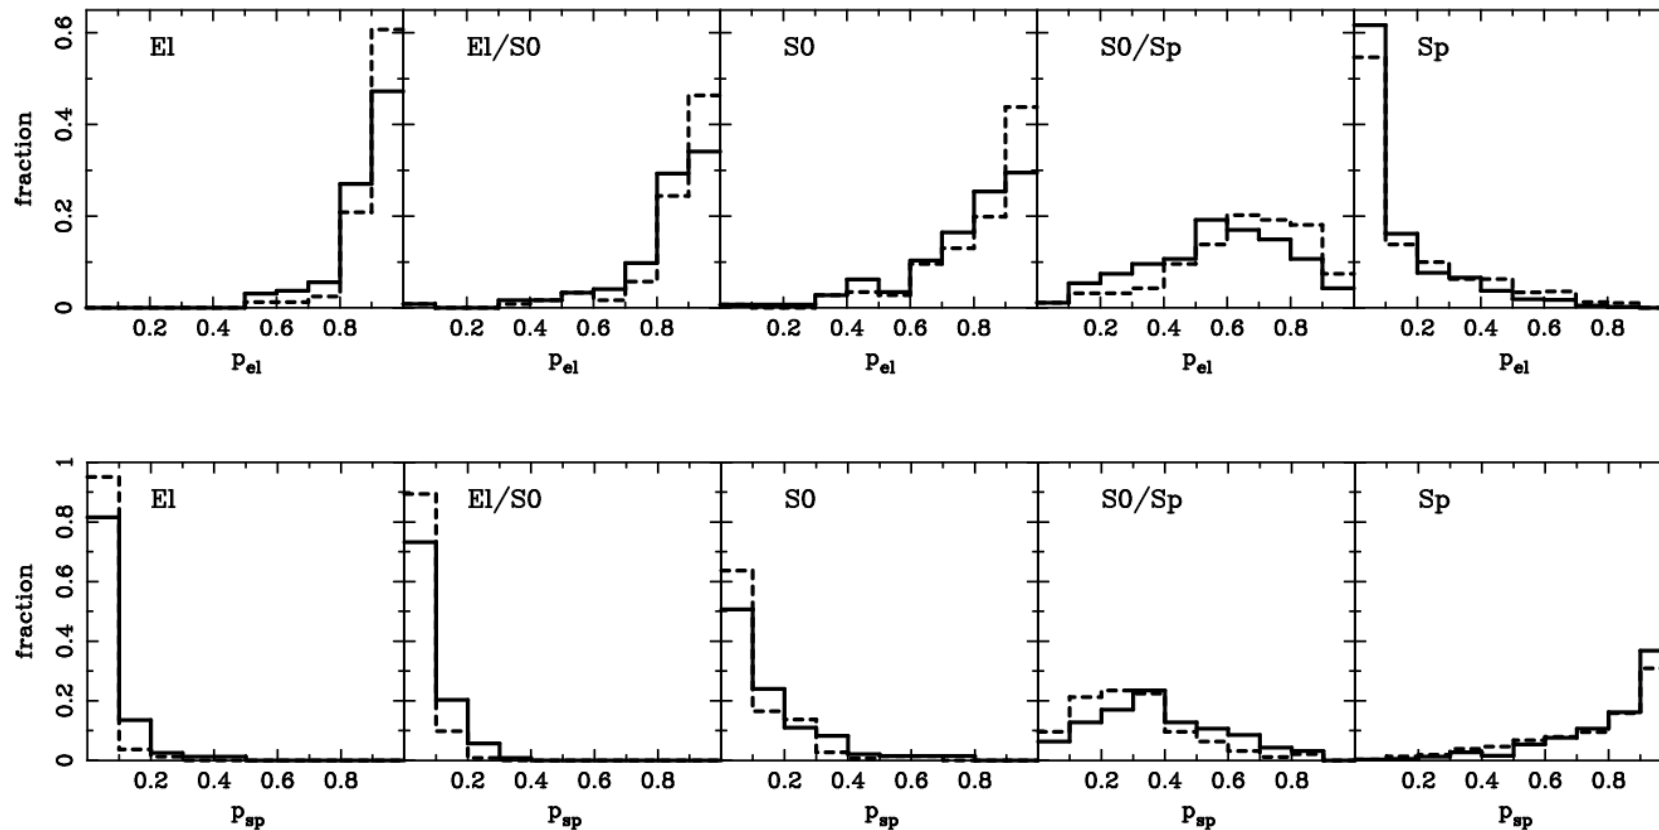 El El/S0 S0 S0/Sp Sp
fraction
0 0.2 0.4 0.6
0.2 0.4 0.6 0.8 0.2 0.4 0.6 0.8 0.2 0.4 0.6 0.8 0.2 0.4 0.6 0.8 0.2 0.4 0.6 0.8
p_el p_el p_el p_el p_el
El El/S0 S0 S0/Sp Sp
fraction
0 0.2 0.4 0.6 0.8 1
0.2 0.4 0.6 0.8 0.2 0.4 0.6 0.8 0.2 0.4 0.6 0.8 0.2 0.4 0.6 0.8 0.2 0.4 0.6 0.8
p_sp p_sp p_sp p_sp p_sp